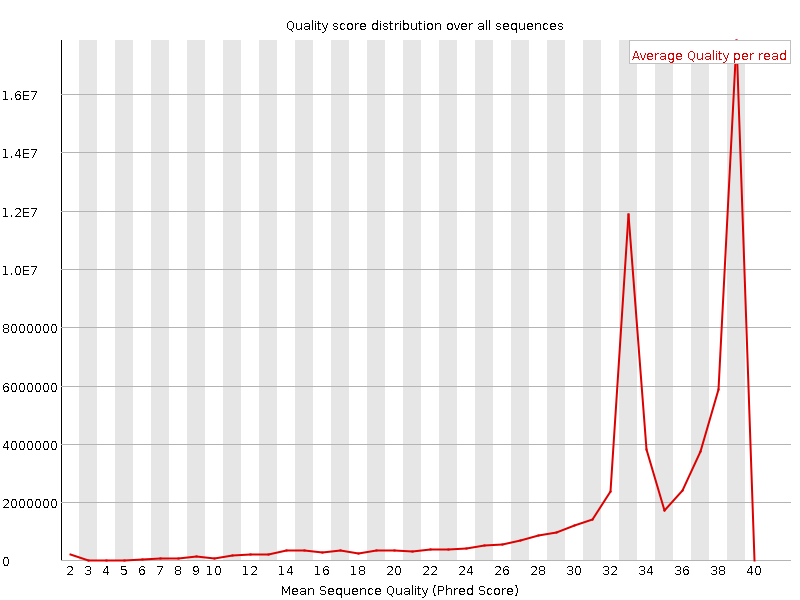 Quality score distribution over all sequences
Average Quality per read
1.6E7
1.4E7
1.2E7
1.0E7
8000000
6000000
4000000
2000000
0
2 3 4 5 6 7 8 9 10 12 14 16 18 20 22 24 26 28 30 32 34 36 38 40
Mean Sequence Quality (Phred Score)